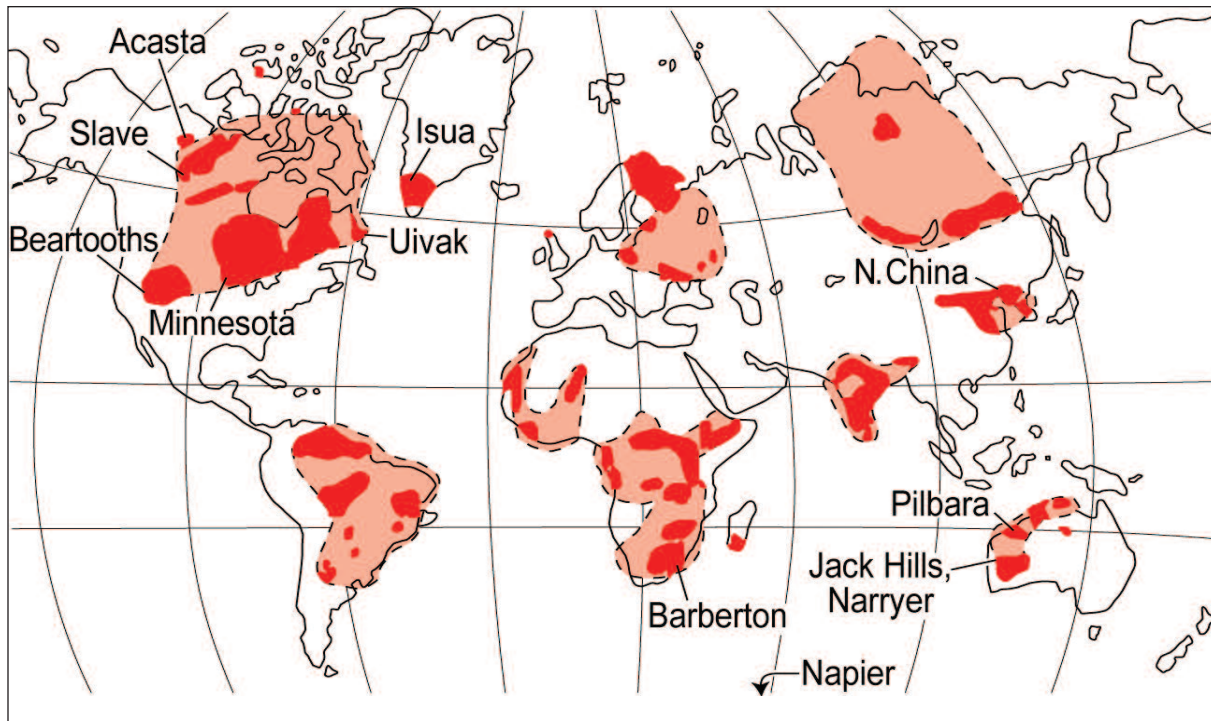 Acasta
Slave
Isua
Beartooths
Uivak
N.China
Minnesota
Pilbara
Jack Hills,
Narryer
Barberton
Napier